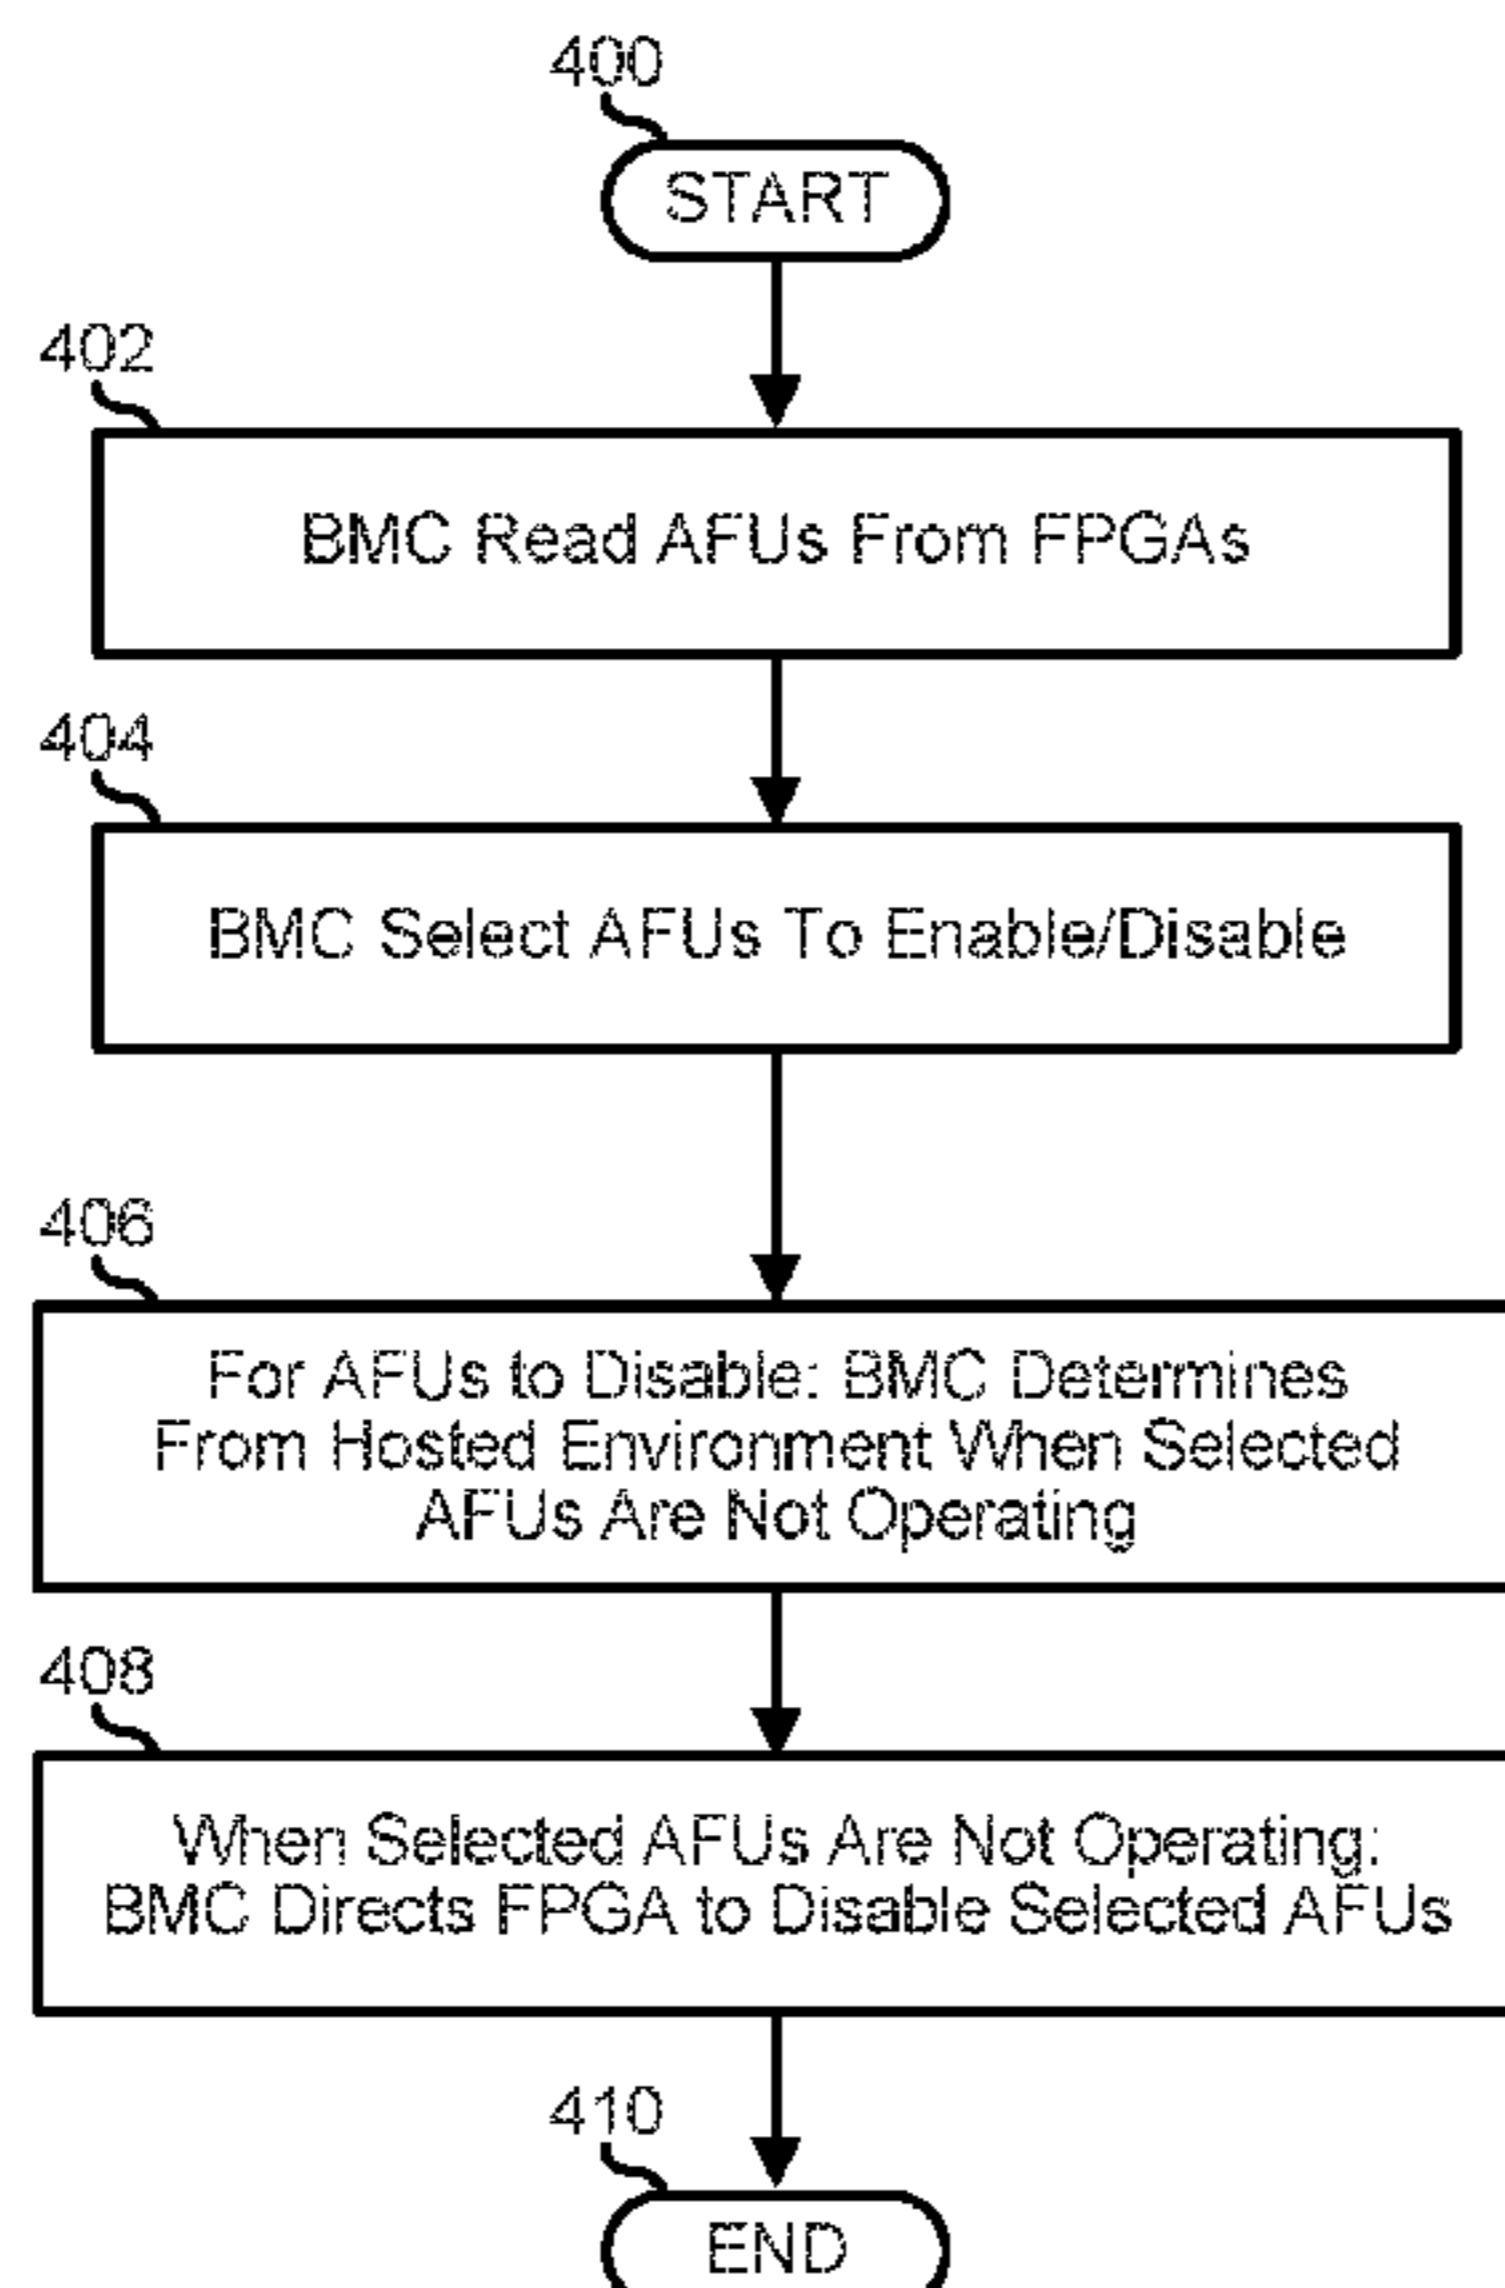 400
START
402
BMC Read AFUs From FPGAs
404
BMC Select AFUs To Enable/Disable
406
For AFUs to Disable: BMC Determines
From Hosted Environment When Selected
AFUs Are Not Operating
408
When Selected AFUs Are Not Operating:
BMC Directs FPGA to Disable Selected AFUs
410
END